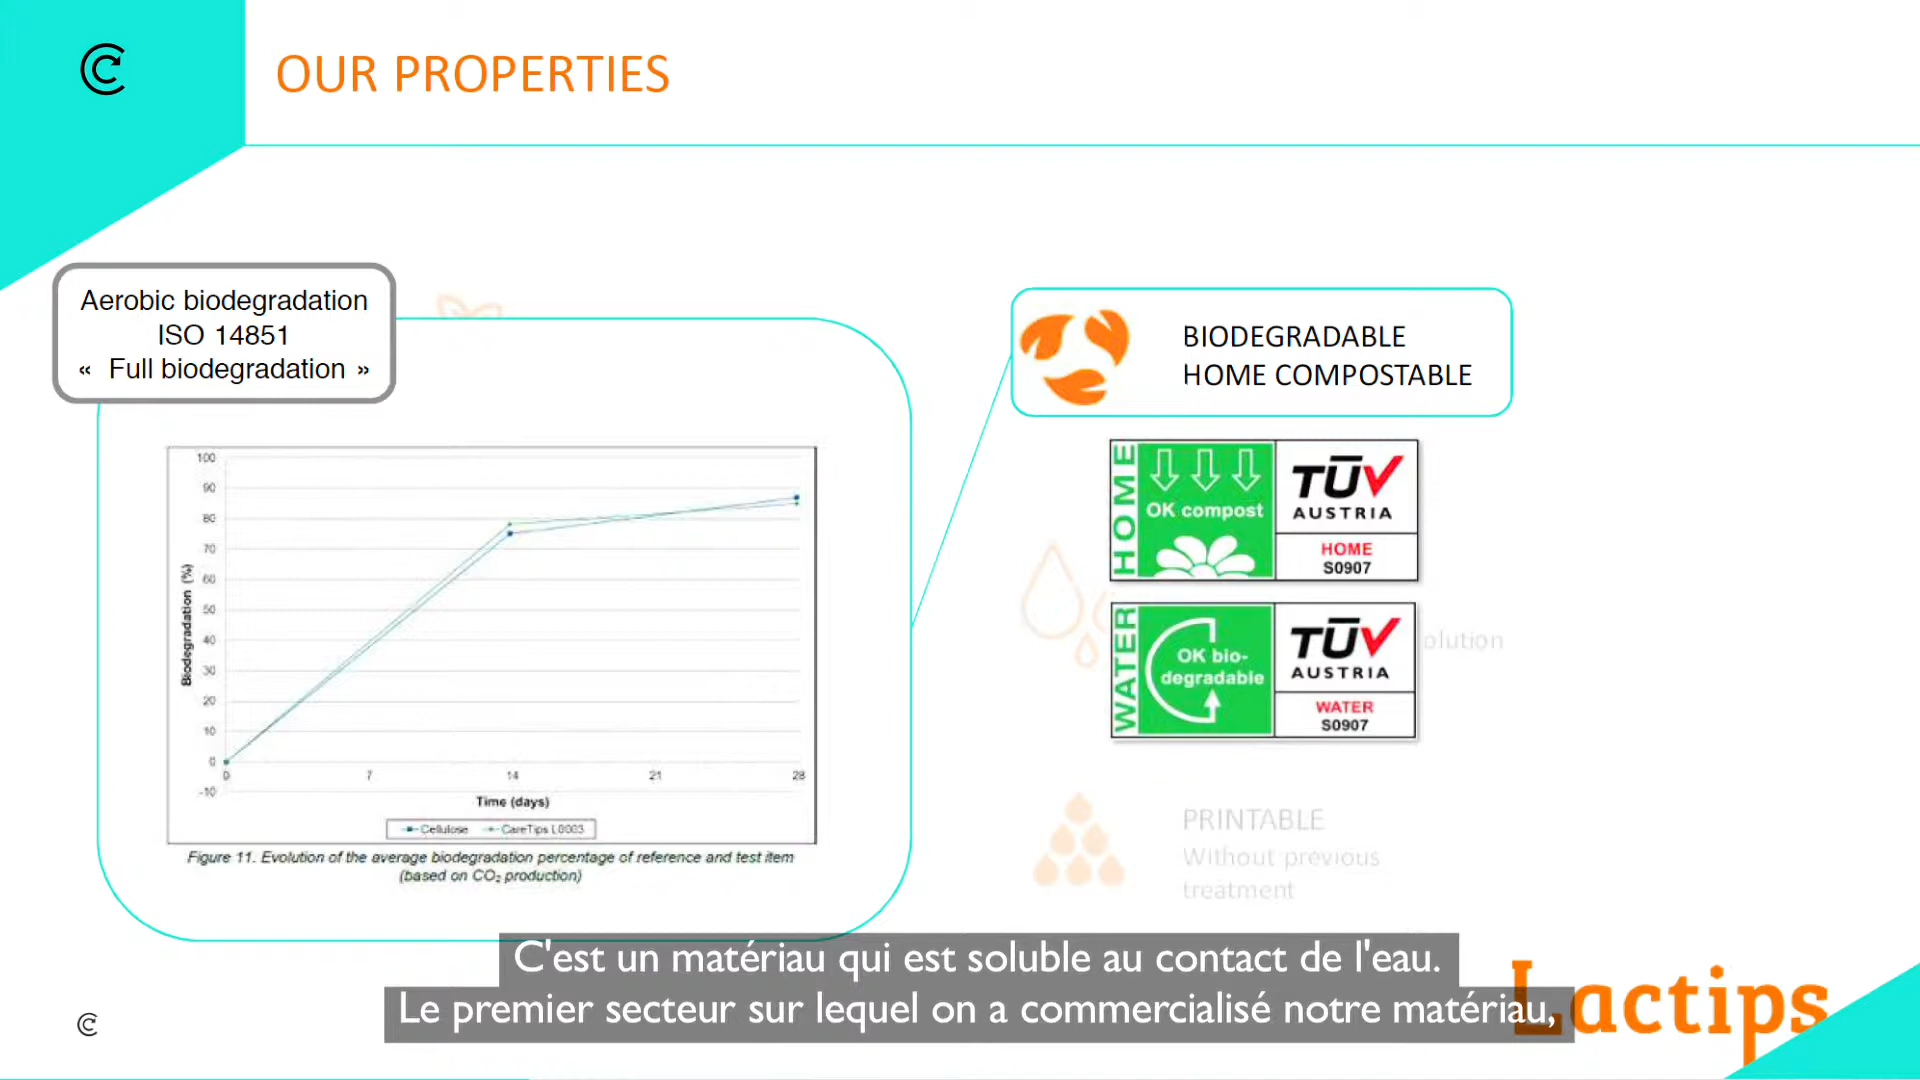 OUR PROPERTIES
Aerobic biodegradation
ISO 14851
« Full biodegradation »
BIODEGRADABLE
HOME COMPOSTABLE
100
90
80
70
60
50
40
30
20
10
0
-10
Biodegradation (%)
0 7 14 21 28
Time (days)
Cellulose CareTips L0003
Figure 11. Evolution of the average biodegradation percentage of reference and test item
(based on CO₂ production)
HOME
OK compost
TÜV
AUSTRIA
HOME
S0907
WATER
OK bio-
degradable
TÜV
AUSTRIA
WATER
S0907
olution
PRINTABLE
Without previous
treatment
C'est un matériau qui est soluble au contact de l'eau.
Le premier secteur sur lequel on a commercialisé notre matériau,
Lactips